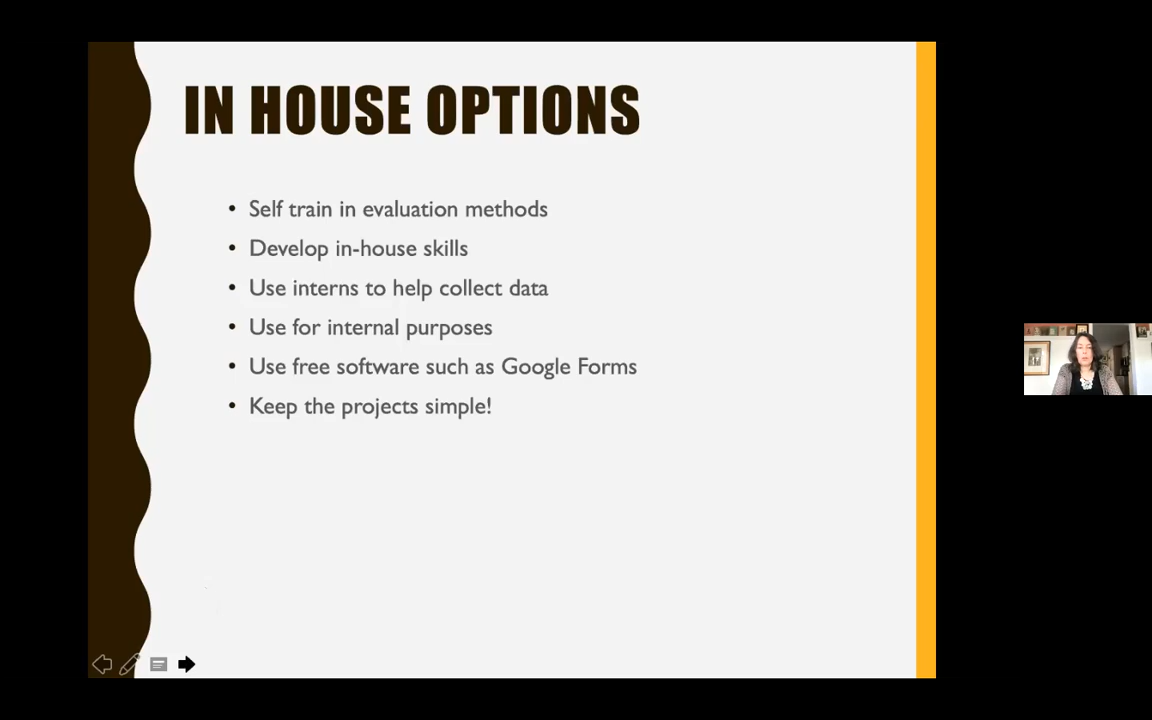 IN HOUSE OPTIONS
• Self train in evaluation methods
• Develop in-house skills
• Use interns to help collect data
• Use for internal purposes
• Use free software such as Google Forms
• Keep the projects simple!